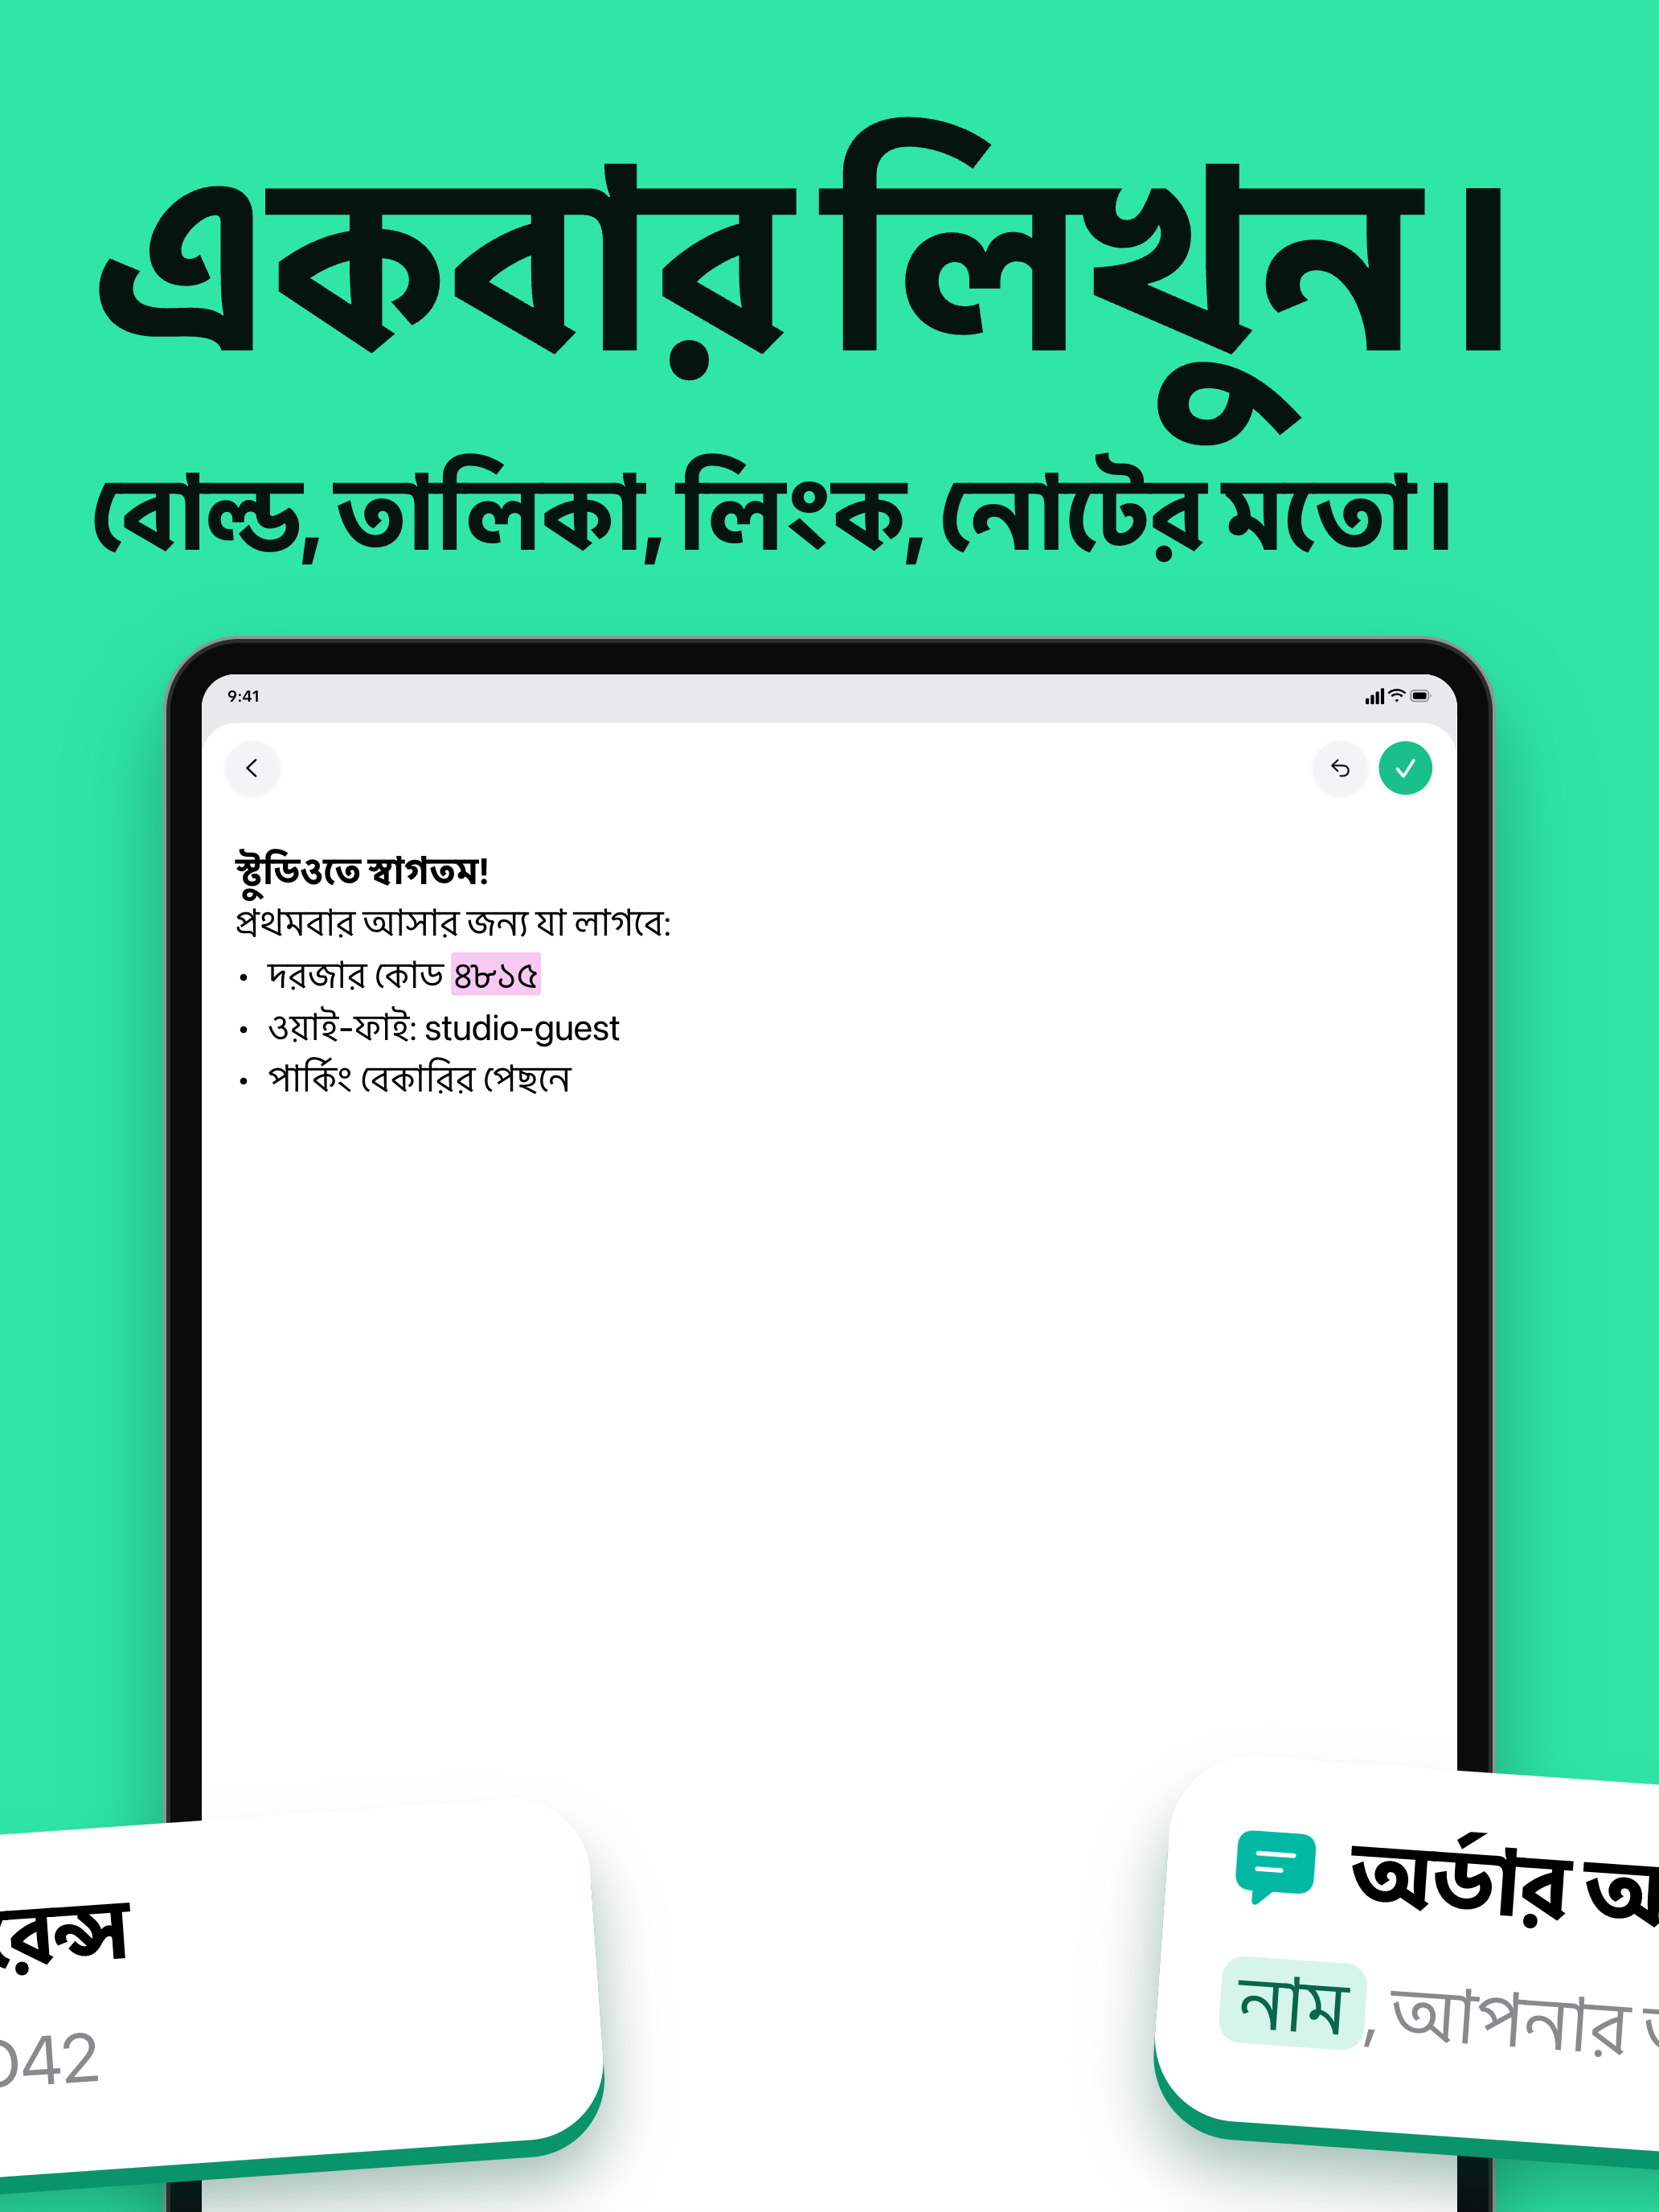 একবার লিখুন।
বোল্ড, তালিকা, লিংক, নোটের মতো।
9:41
স্টুডিওতে স্বাগতম!
প্রথমবার আসার জন্য যা লাগবে:
• দরজার কোড ৪৮১৫
• ওয়াই-ফাই: studio-guest
• পার্কিং বেকারির পেছনে
রেন্স
042
অর্ডার অ
নাম, আপনার